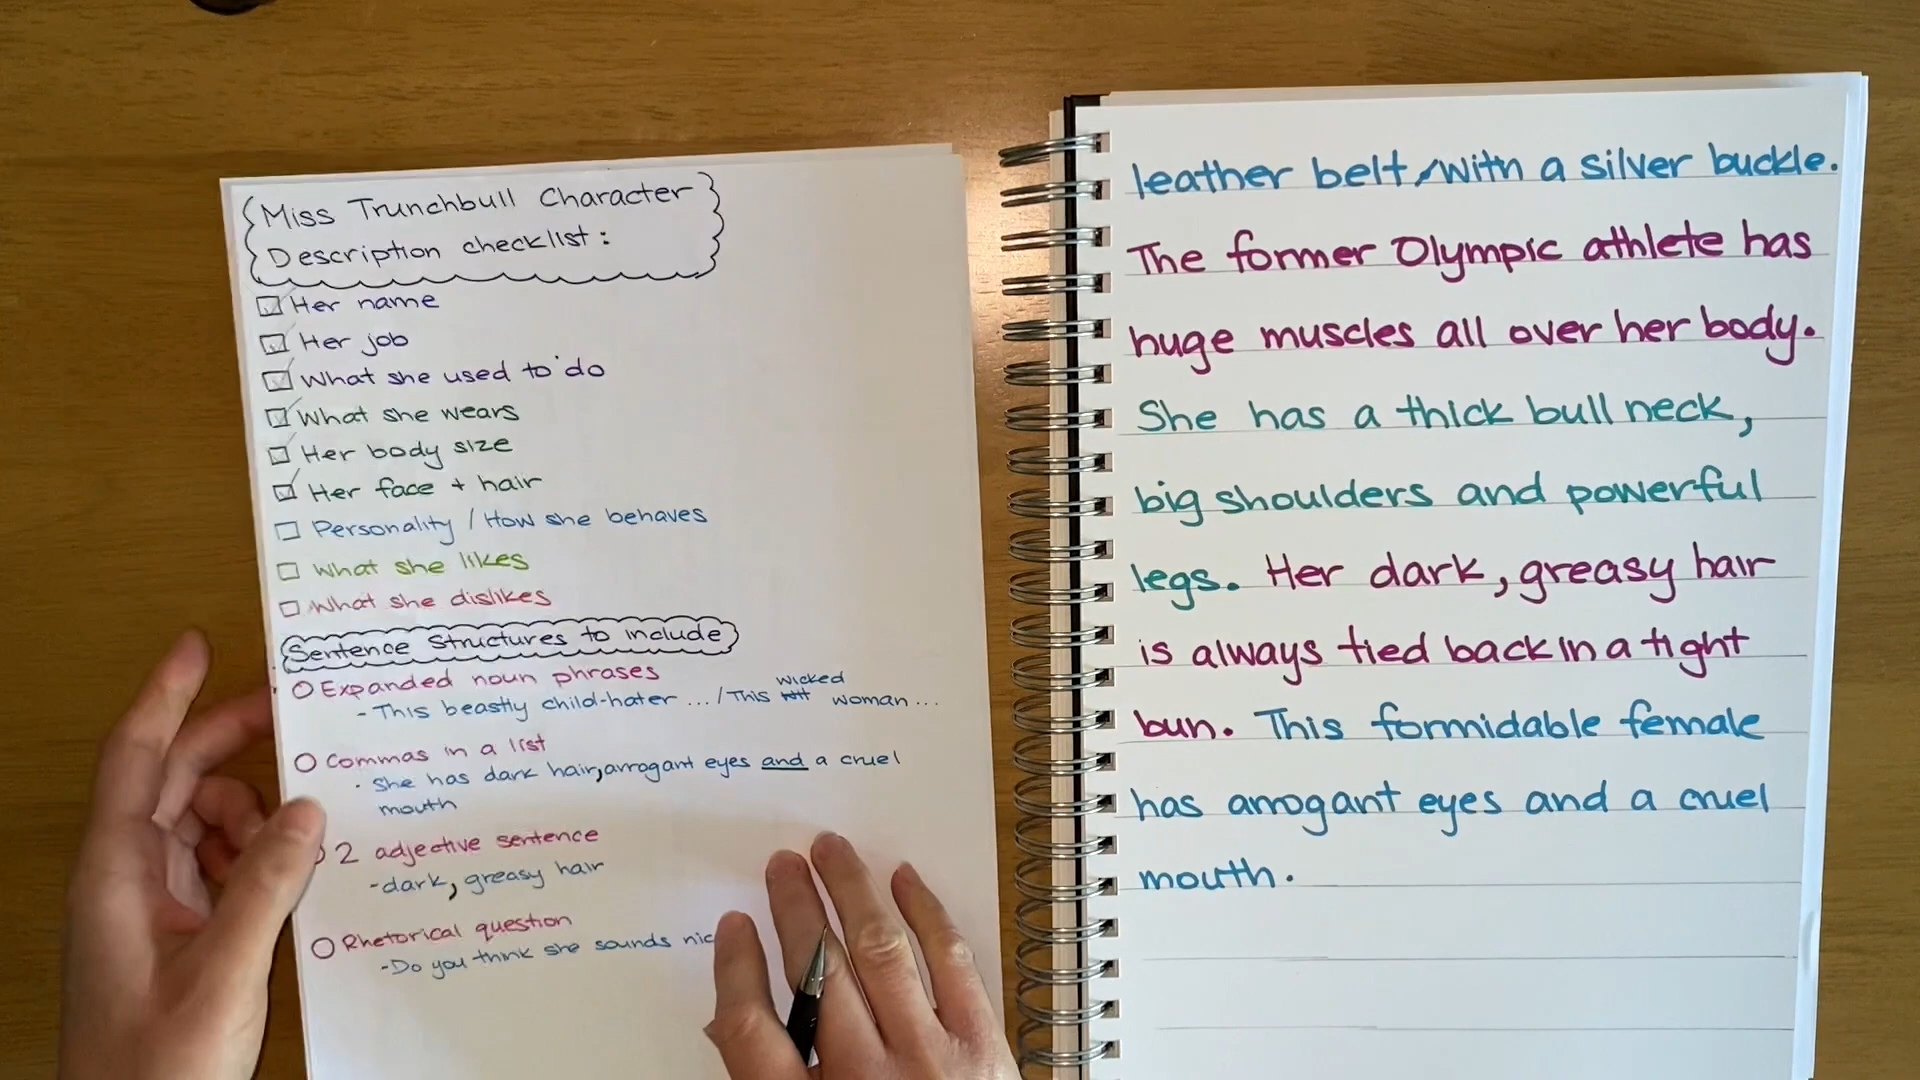 Miss Trunchbull Character
Description checklist:
Her name
Her job
What she used to do
What she wears
Her body size
Her face + hair
Personality / How she behaves
What she likes
What she dislikes
Sentence Structures to include
Expanded noun phrases
wicked
- This beastly child-hater ... / This woman ...
Commas in a list
· She has dark hair, arrogant eyes and a cruel
mouth
2 adjective sentence
- dark, greasy hair
Rhetorical question
- Do you think she sounds
leather belt, with a silver buckle.
The former Olympic athlete has
huge muscles all over her body.
She has a thick bull neck,
big shoulders and powerful
legs. Her dark, greasy hair
is always tied back in a tight
bun. This formidable female
has arrogant eyes and a cruel
mouth.